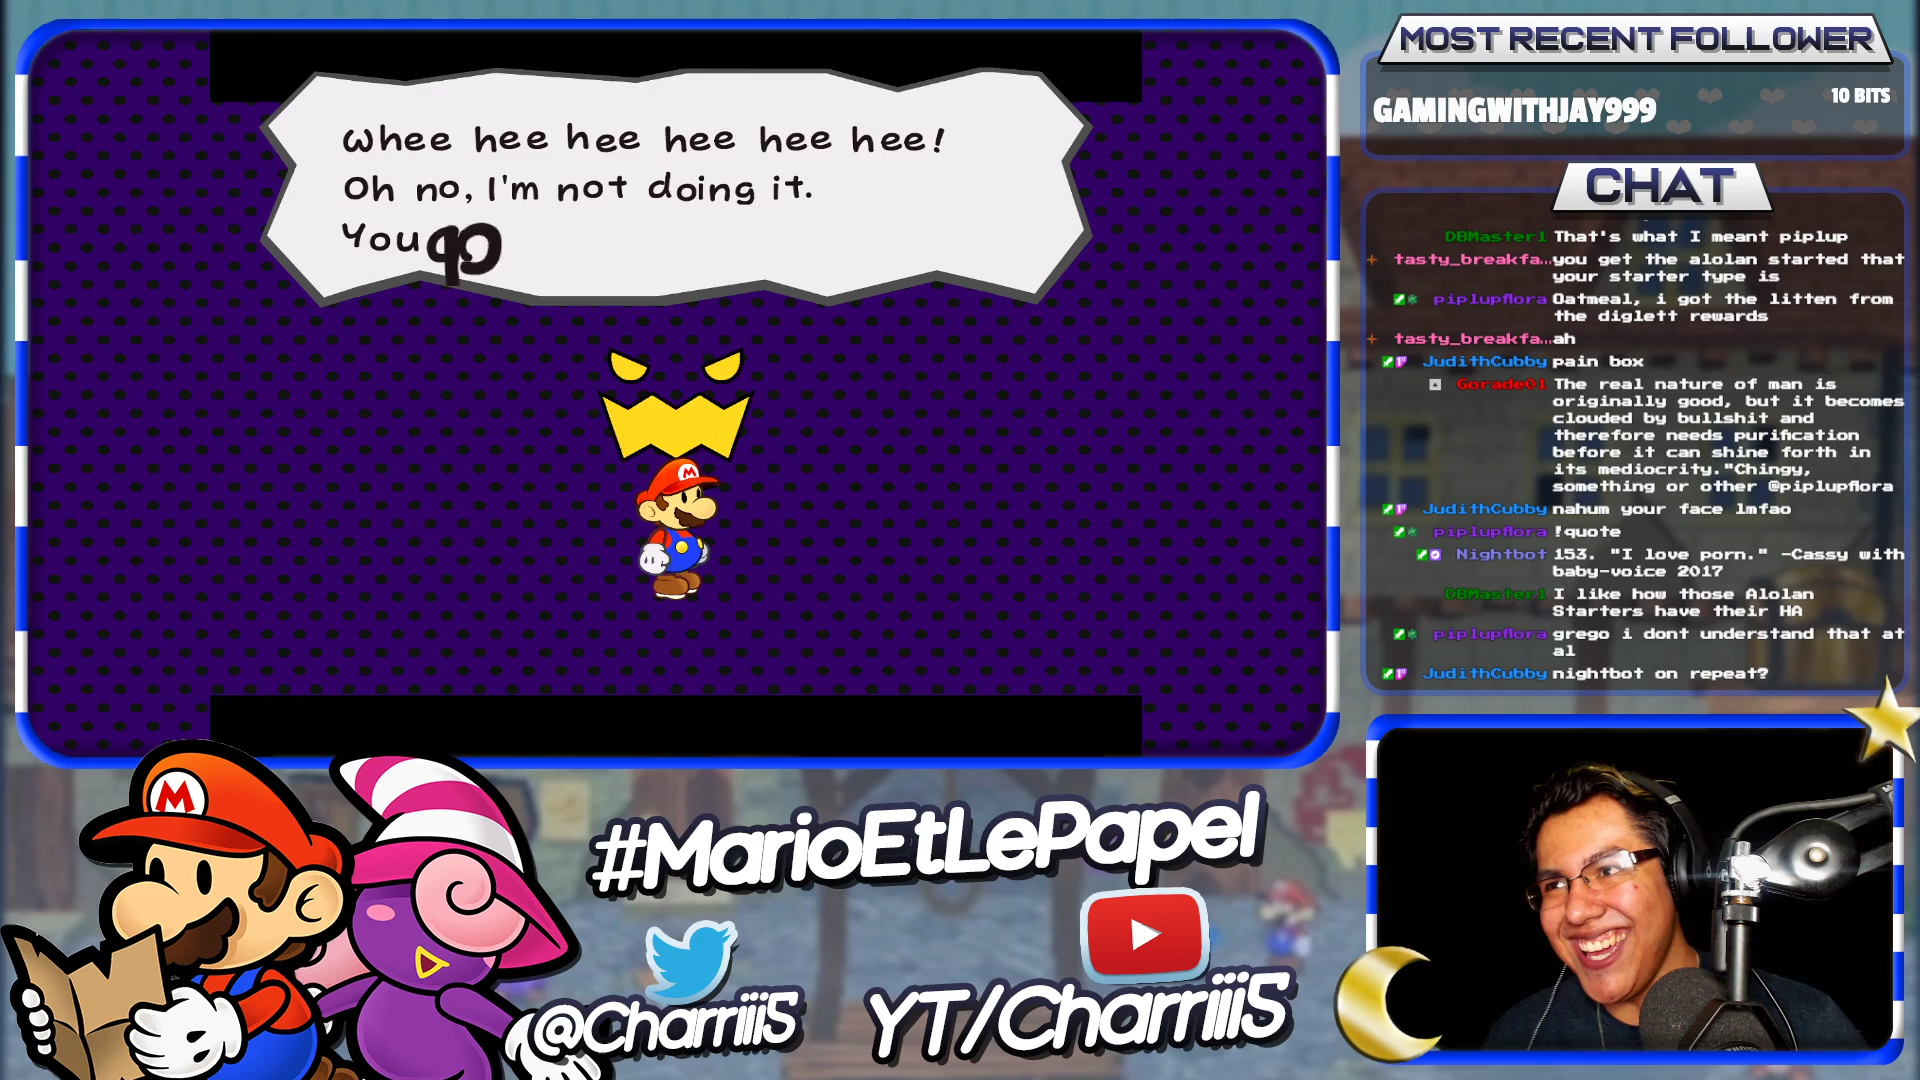 Whee hee hee hee hee hee!
Oh no, I'm not doing it.
You
MOST RECENT FOLLOWER
GAMINGWITHJAY999
10 BITS
CHAT
DBMaster1 That's what I meant piplup
tasty_breakfa... you get the alolan started that
your starter type is
piplupflora Oatmeal, i got the litten from
the diglett rewards
tasty_breakfa... ah
JudithCubby pain box
Gorade01 The real nature of man is
originally good, but it becomes
clouded by bullshit and
therefore needs purification
before it can shine forth in
its mediocrity."Chingy,
something or other @piplupflora
JudithCubby nahum your face lmfao
piplupflora !quote
Nightbot 153. "I love porn." -Cassy with
baby-voice 2017
DBMaster1 I like how those Alolan
Starters have their HA
piplupflora grego i dont understand that at
al
JudithCubby nightbot on repeat?
M
M
#MarioEtLePapel
@Charriii5
YT/Charriii5